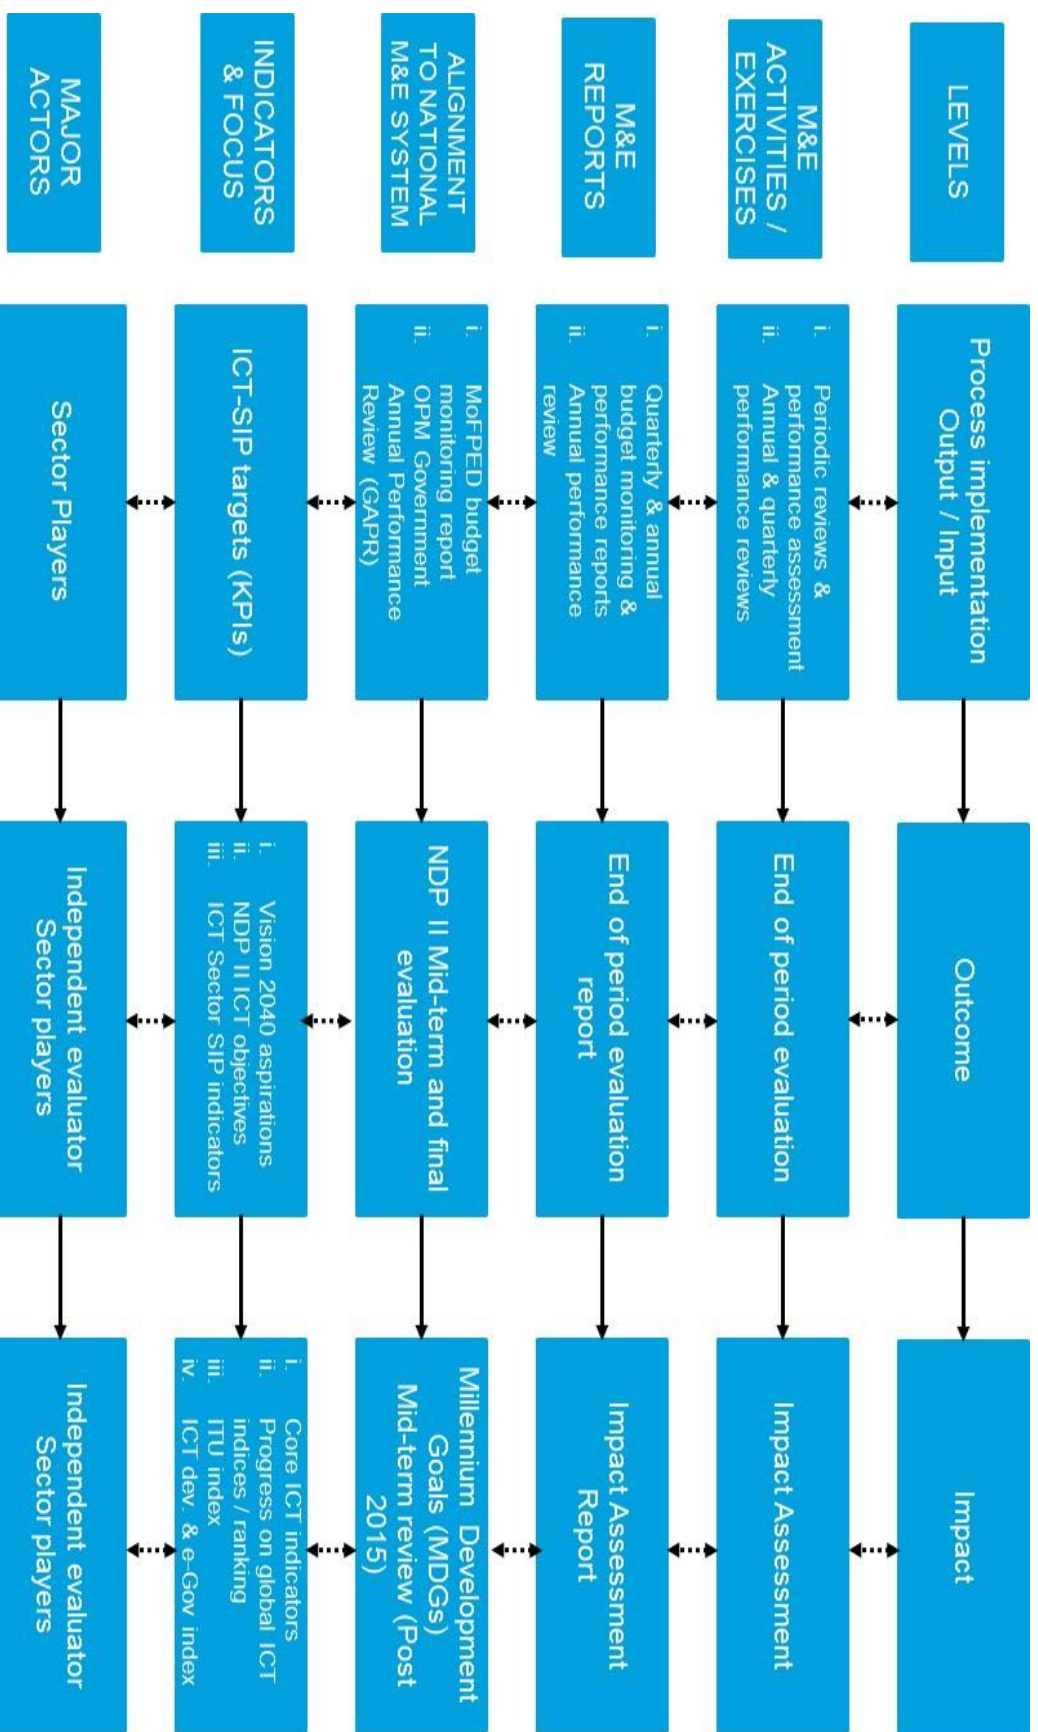 LEVELS
Process implementation
Output / Input
Outcome
Impact
M&E
ACTIVITIES /
EXERCISES
i. Periodic reviews &
performance assessment
ii. Annual & quarterly
performance reviews
End of period evaluation
Impact Assessment
M&E
REPORTS
i. Quarterly & annual
budget monitoring &
performance reports
ii. Annual performance
review
End of period evaluation
report
Impact Assessment
Report
ALIGNMENT
TO NATIONAL
M&E SYSTEM
i. MoFPED budget
monitoring report
ii. OPM Government
Annual Performance
Review (GAPR)
NDP II Mid-term and final
evaluation
Millennium Development
Goals (MDGs)
Mid-term review (Post
2015)
INDICATORS
& FOCUS
ICT-SIP targets (KPIs)
i. Vision 2040 aspirations
ii. NDP II ICT objectives
iii. ICT Sector SIP indicators
i. Core ICT indicators
ii. Progress on global ICT
indices / ranking
iii. ITU index
iv. ICT dev. & e-Gov index
MAJOR
ACTORS
Sector Players
Independent evaluator
Sector players
Independent evaluator
Sector players